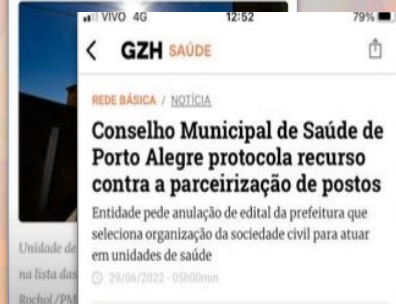 VIVO 4G 12:52 79%
GZH SAÚDE
REDE BÁSICA / NOTÍCIA
Conselho Municipal de Saúde de
Porto Alegre protocola recurso
contra a parceirização de postos
Entidade pede anulação de edital da prefeitura que
seleciona organização da sociedade civil para atuar
em unidades de saúde
29/06/2022 - 05h00min
Unidade de
na lista das
Rochol/PM